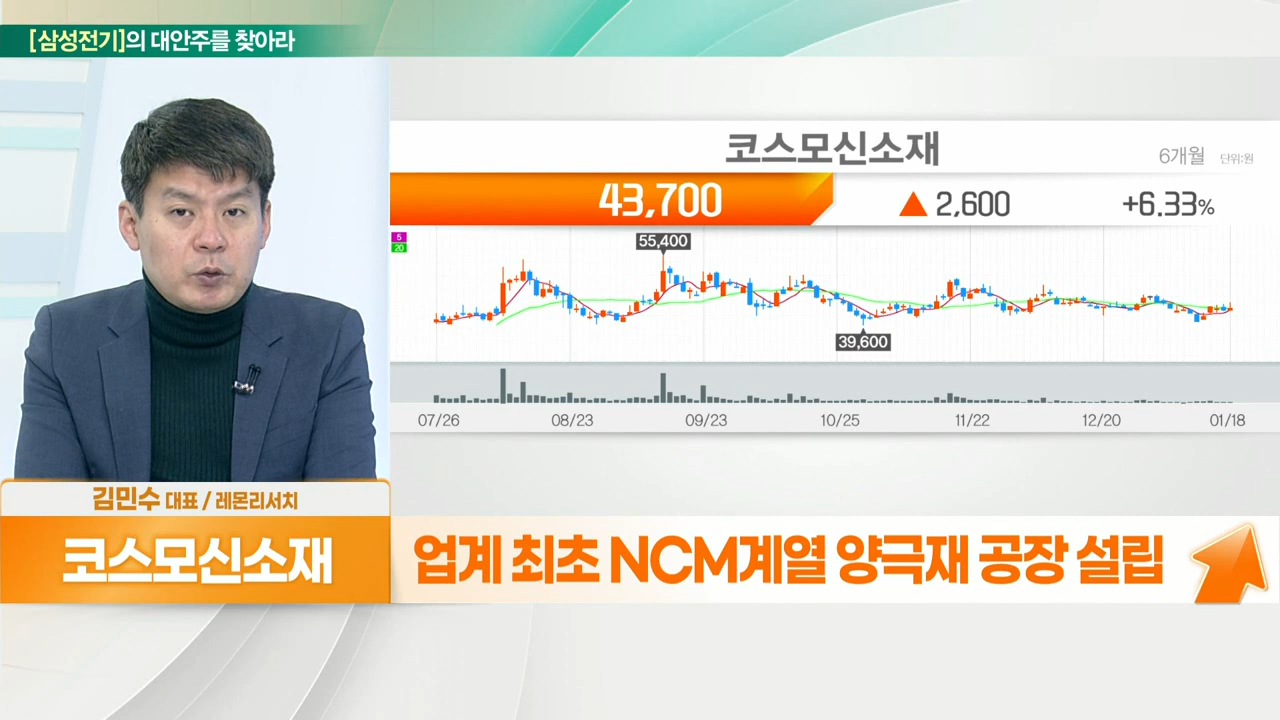 [삼성전기]의 대안주를 찾아라
코스모신소재
6개월 단위:원
43,700 ▲ 2,600 +6.33%
5
20
55,400
39,600
07/26 08/23 09/23 10/25 11/22 12/20 01/18
김민수 대표 / 레몬리서치
코스모신소재
업계 최초 NCM계열 양극재 공장 설립